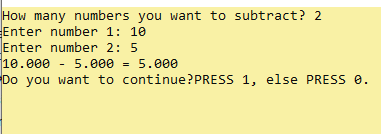 How many numbers you want to subtract? 2
Enter number 1: 10
Enter number 2: 5
10.000 - 5.000 = 5.000
Do you want to continue?PRESS 1, else PRESS 0.